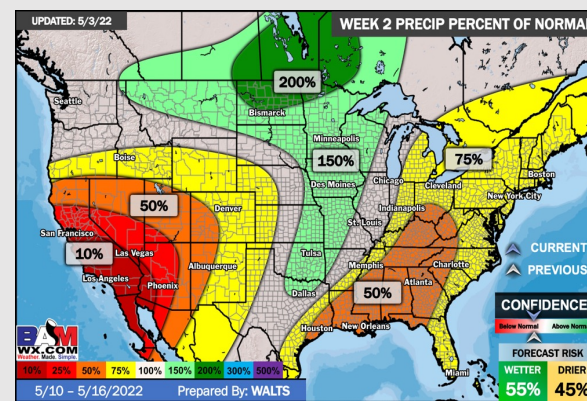 UPDATED: 5/3/22
WEEK 2 PRECIP PERCENT OF NORMAL
200%
Seattle
Bismarck
Minneapolis
150%
75%
Boise
Boston
Des Moines
Chicago
Cleveland
New York City
50%
Denver
Indianapolis
San Francisco
St. Louis
10%
Las Vegas
CURRENT
Tulsa
Memphis
Charlotte
Albuquerque
PREVIOUS
Los Angeles
Phoenix
Atlanta
Dallas
50%
CONFIDENCE
Houston
New Orleans
Below Normal
Above Norm
BAM
WX.COM
Weather. Made. Simple.
FORECAST RISK
10% 25% 50% 75% 100% 150% 200% 300% 500%
Miami
WETTER DRIER
55% 45%
5/10 – 5/16/2022 Prepared By: WALTS